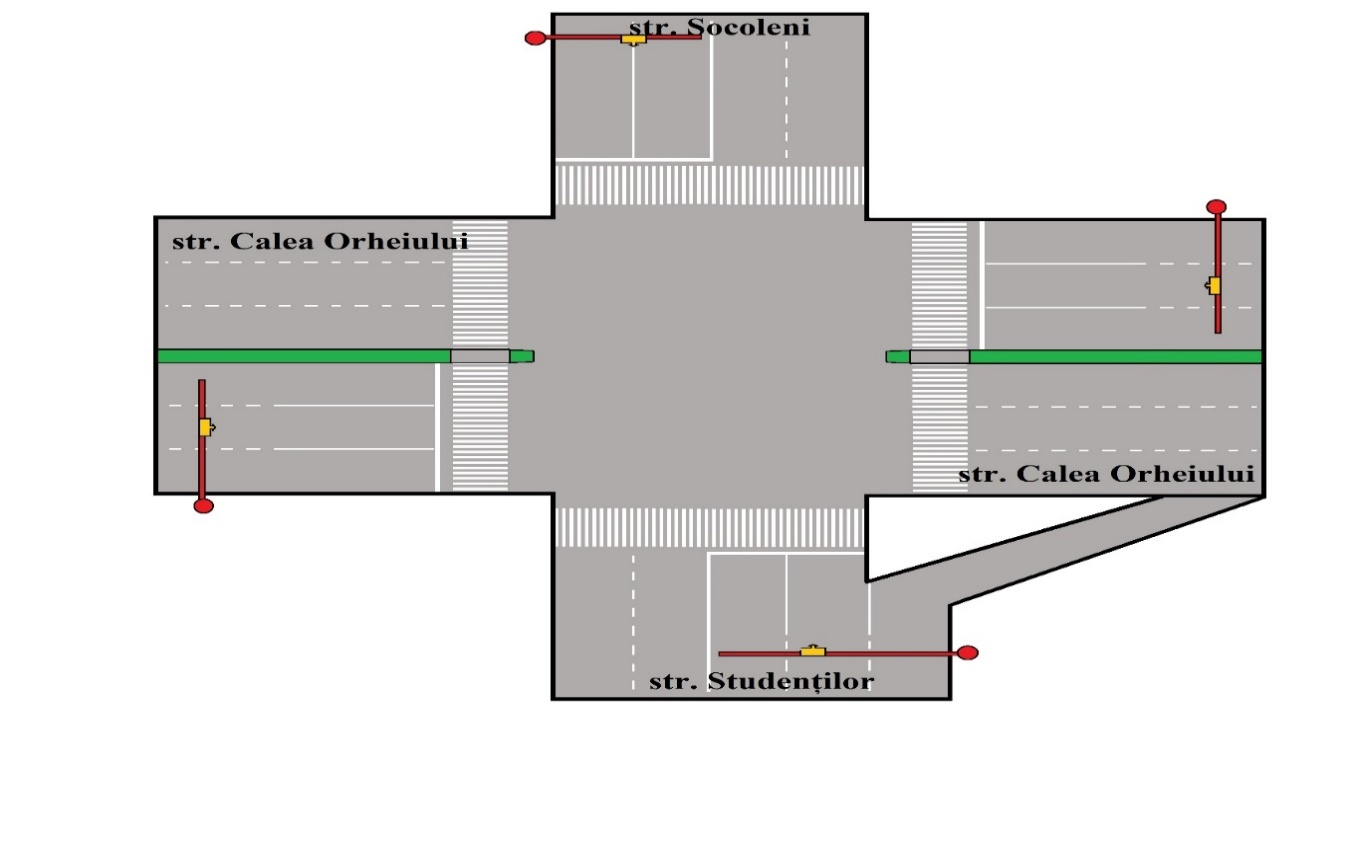 str. Socoleni
str. Calea Orheiului
str. Calea Orheiului
str. Studenților